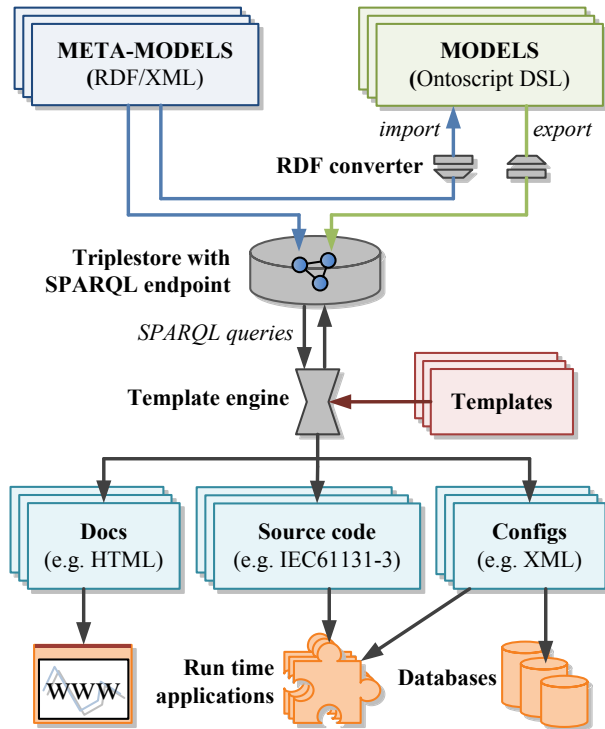 META-MODELS
(RDF/XML)
MODELS
(Ontoscript DSL)
import
export
RDF converter
Triplestore with
SPARQL endpoint
SPARQL queries
Template engine
Templates
Docs
(e.g. HTML)
Source code
(e.g. IEC61131-3)
Configs
(e.g. XML)
WWW
Run time
applications
Databases